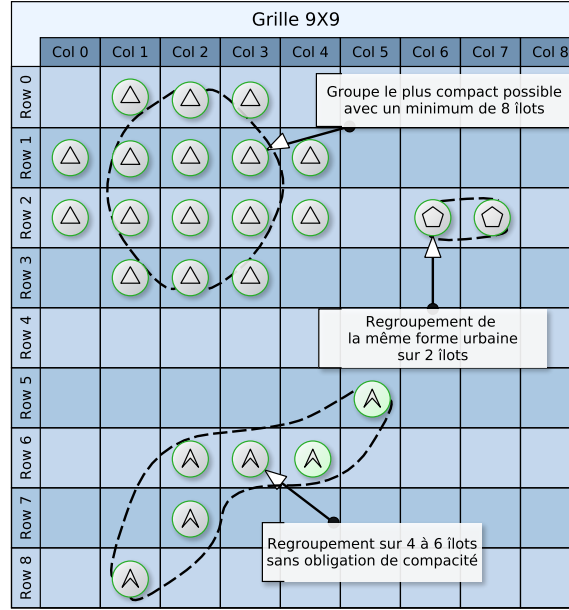 Grille 9X9
Col 0 Col 1 Col 2 Col 3 Col 4 Col 5 Col 6 Col 7 Col 8
Row 0
Groupe le plus compact possible
avec un minimum de 8 îlots
Row 1
Row 2
Row 3
Row 4
Regroupement de
la même forme urbaine
sur 2 îlots
Row 5
Row 6
Row 7
Regroupement sur 4 à 6 îlots
sans obligation de compacité
Row 8